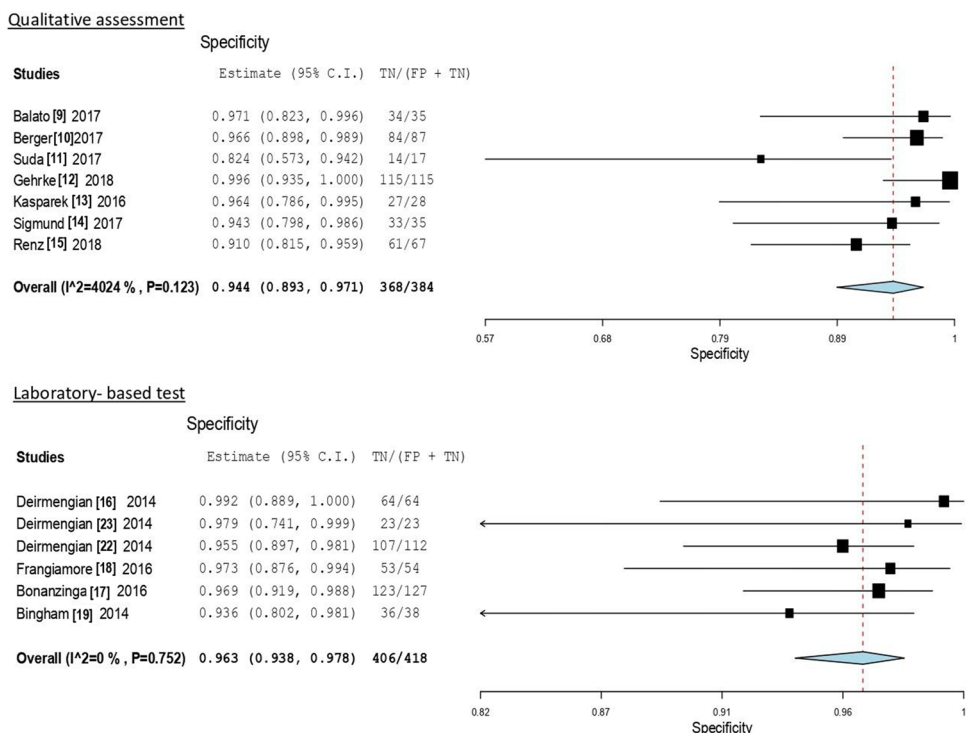 Qualitative assessment
Specificity
Studies Estimate (95% C.I.) TN/(FP + TN)
Balato [9] 2017 0.971 (0.823, 0.996) 34/35
Berger[10]2017 0.966 (0.898, 0.989) 84/87
Suda [11] 2017 0.824 (0.573, 0.942) 14/17
Gehrke [12] 2018 0.996 (0.935, 1.000) 115/115
Kasparek [13] 2016 0.964 (0.786, 0.995) 27/28
Sigmund [14] 2017 0.943 (0.798, 0.986) 33/35
Renz [15] 2018 0.910 (0.815, 0.959) 61/67
Overall (I^2=4024 % , P=0.123) 0.944 (0.893, 0.971) 368/384
0.57 0.68 0.79 0.89 1
Specificity
Laboratory- based test
Specificity
Studies Estimate (95% C.I.) TN/(FP + TN)
Deirmengian [16] 2014 0.992 (0.889, 1.000) 64/64
Deirmengian [23] 2014 0.979 (0.741, 0.999) 23/23
Deirmengian [22] 2014 0.955 (0.897, 0.981) 107/112
Frangiamore [18] 2016 0.973 (0.876, 0.994) 53/54
Bonanzinga [17] 2016 0.969 (0.919, 0.988) 123/127
Bingham [19] 2014 0.936 (0.802, 0.981) 36/38
Overall (I^2=0 % , P=0.752) 0.963 (0.938, 0.978) 406/418
0.82 0.87 0.91 0.96 1
Specificity